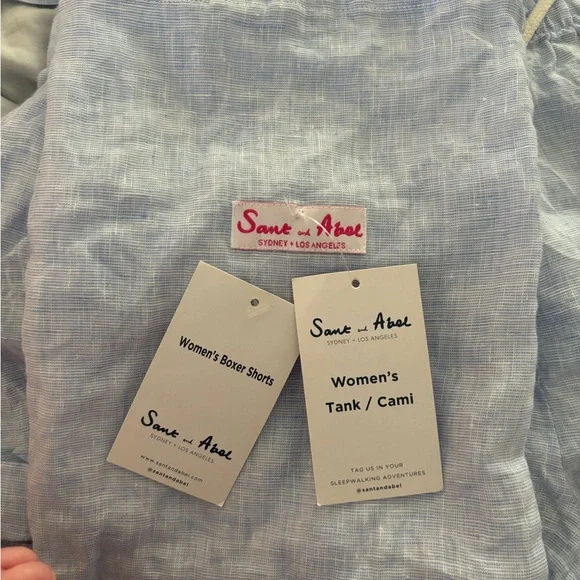 Sant and Abel
SYDNEY + LOS ANGELES
Women's Boxer Shorts
Sant and Abel
SYDNEY + LOS ANGELES
www.santandabel.com
@santandabel
Sant and Abel
SYDNEY + LOS ANGELES
Women's
Tank / Cami
TAG US IN YOUR
SLEEPWALKING ADVENTURES
@santandabel